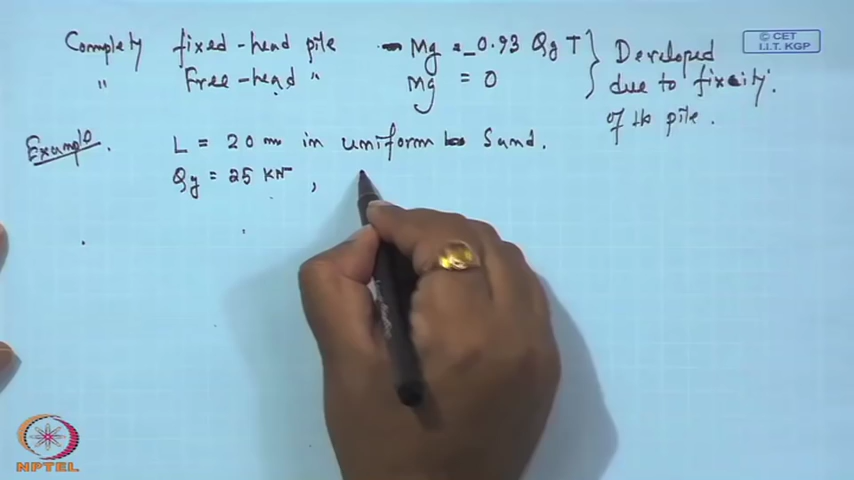 Complety fixed-head pile - Mg = -0.93 Qg T } Developed
" Free-head " Mg = 0 due to fixity.
of the pile.
© CET
I.I.T. KGP
Example. L = 20 m in uniform Sand.
Qg = 25 KN ,
NPTEL